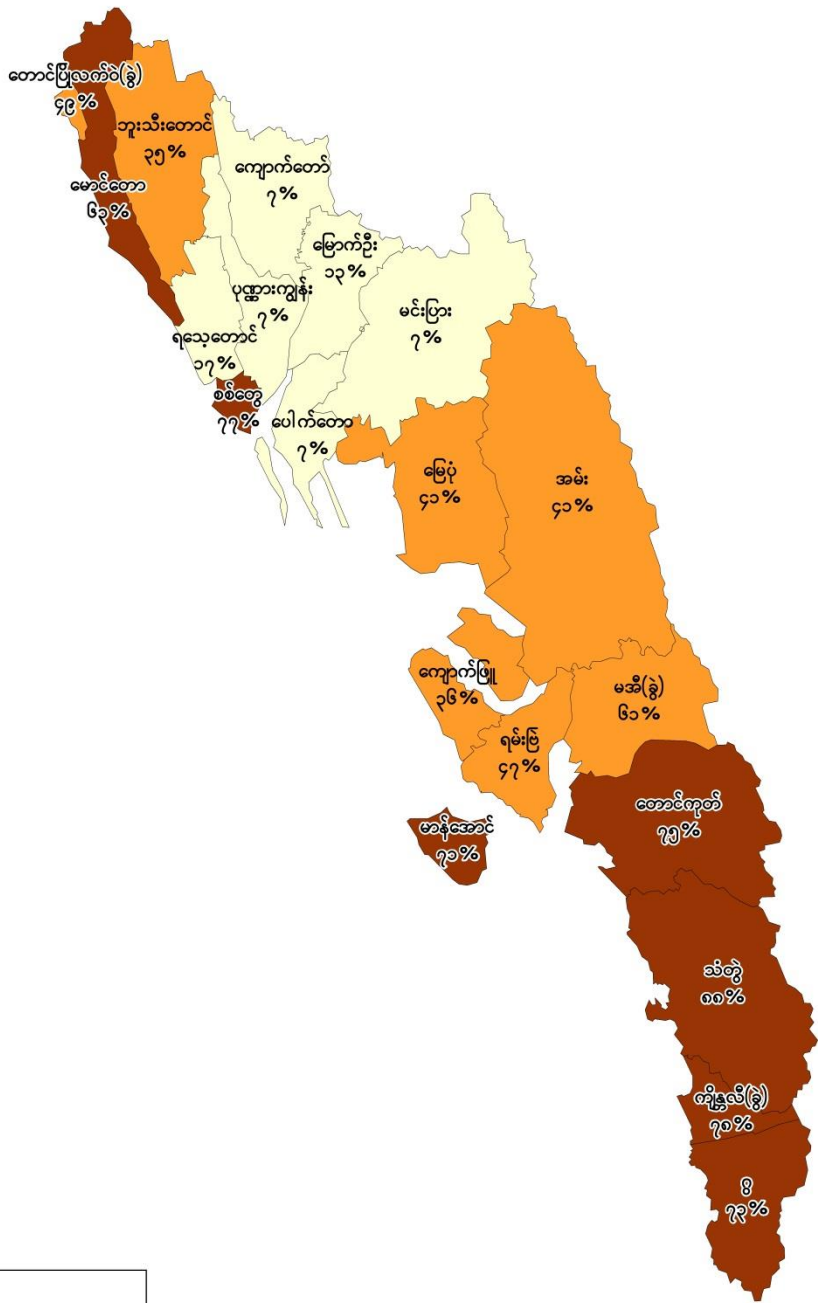 တောင်ပြိုလက်ဝဲ(ခွဲ)
၄၉%
ဘူးသီးတောင်
၃၅%
မောင်တော
၆၃%
ကျောက်တော်
၇%
မြောက်ဦး
၁၃%
ပုဏ္ဏားကျွန်း
၇%
မင်းပြား
၇%
ရသေ့တောင်
၁၇%
စစ်တွေ
၇၇%
ပေါက်တော
၇%
မြေပုံ
၄၁%
အမ်း
၄၁%
ကျောက်ဖြူ
၃၆%
မအီ(ခွဲ)
၆၁%
ရမ်းဗြဲ
၄၇%
တောင်ကုတ်
၇၅%
မာန်အောင်
၇၁%
သံတွဲ
၈၈%
ကျိန္တလီ(ခွဲ)
၇၈%
ဂွ
၇၃%